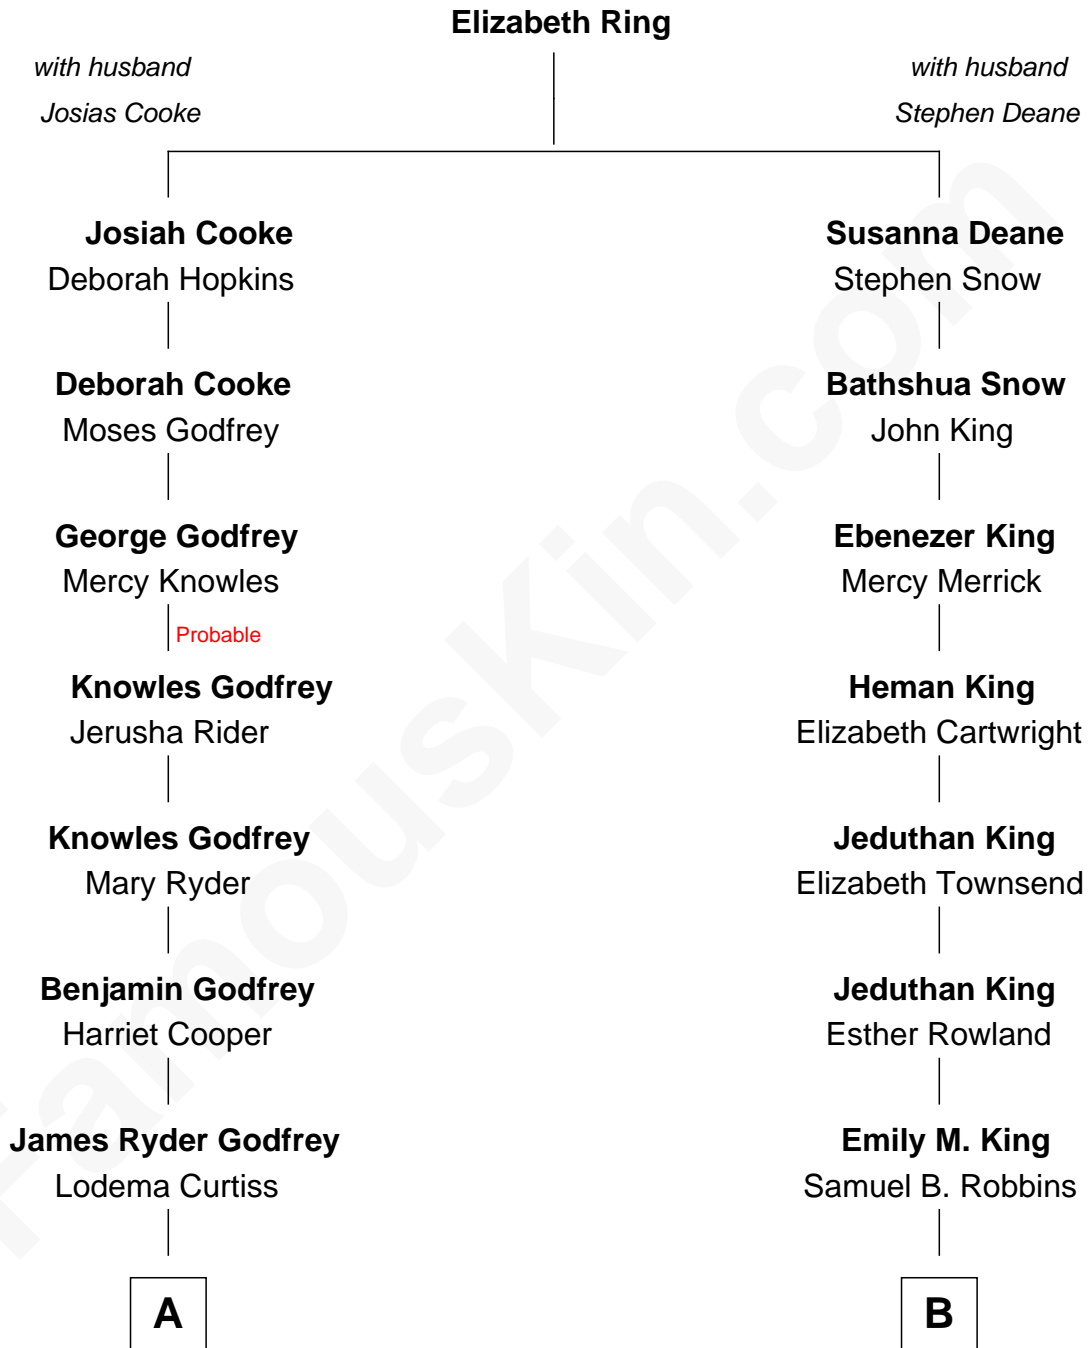 Elizabeth Ring
with husband
Josias Cooke
with husband
Stephen Deane
Josiah Cooke
Deborah Hopkins
Susanna Deane
Stephen Snow
Deborah Cooke
Moses Godfrey
Bathshua Snow
John King
George Godfrey
Mercy Knowles
Ebenezer King
Mercy Merrick
Probable
Knowles Godfrey
Jerusha Rider
Heman King
Elizabeth Cartwright
Knowles Godfrey
Mary Ryder
Jeduthan King
Elizabeth Townsend
Benjamin Godfrey
Harriet Cooper
Jeduthan King
Esther Rowland
James Ryder Godfrey
Lodema Curtiss
Emily M. King
Samuel B. Robbins
A
B
FamousKin.com